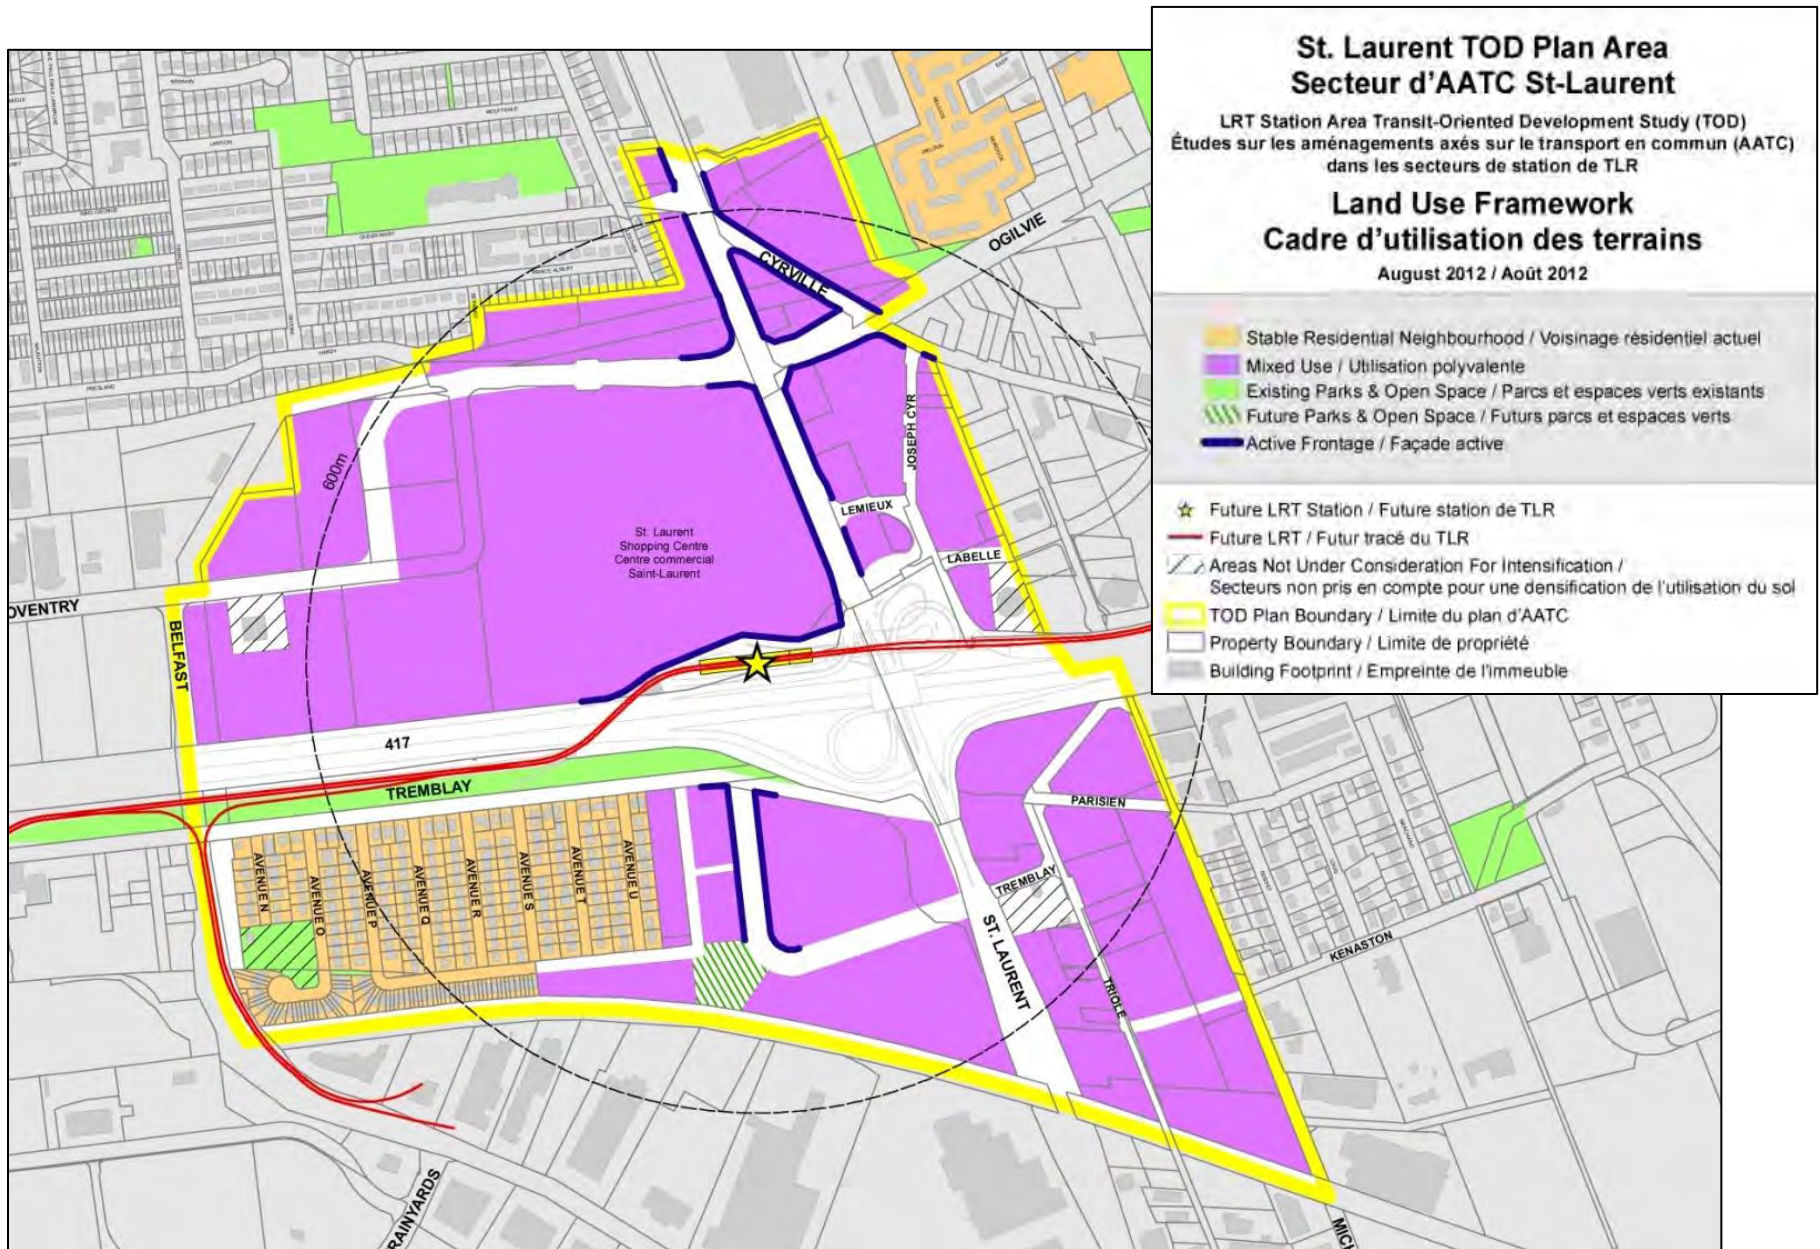 St. Laurent TOD Plan Area
Secteur d'AATC St-Laurent
LRT Station Area Transit-Oriented Development Study (TOD)
Études sur les aménagements axés sur le transport en commun (AATC)
dans les secteurs de station de TLR
Land Use Framework
Cadre d'utilisation des terrains
August 2012 / Août 2012
Stable Residential Neighbourhood / Voisinage résidentiel actuel
Mixed Use / Utilisation polyvalente
Existing Parks & Open Space / Parcs et espaces verts existants
Future Parks & Open Space / Futurs parcs et espaces verts
Active Frontage / Façade active
Future LRT Station / Future station de TLR
Future LRT / Futur tracé du TLR
Areas Not Under Consideration For Intensification /
Secteurs non pris en compte pour une densification de l'utilisation du sol
TOD Plan Boundary / Limite du plan d'AATC
Property Boundary / Limite de propriété
Building Footprint / Empreinte de l'immeuble
OGILVIE
CYRVILLE
600m
JOSEPH CYR
LEMIEUX
LABELLE
St. Laurent
Shopping Centre
Centre commercial
Saint-Laurent
OVENTRY
BELFAST
417
TREMBLAY
PARISIEN
AVENUE N
AVENUE O
AVENUE P
AVENUE Q
AVENUE R
AVENUE S
AVENUE T
AVENUE U
TREMBLAY
ST. LAURENT
TRIOLE
KENASTON
RAINYARDS
MICH